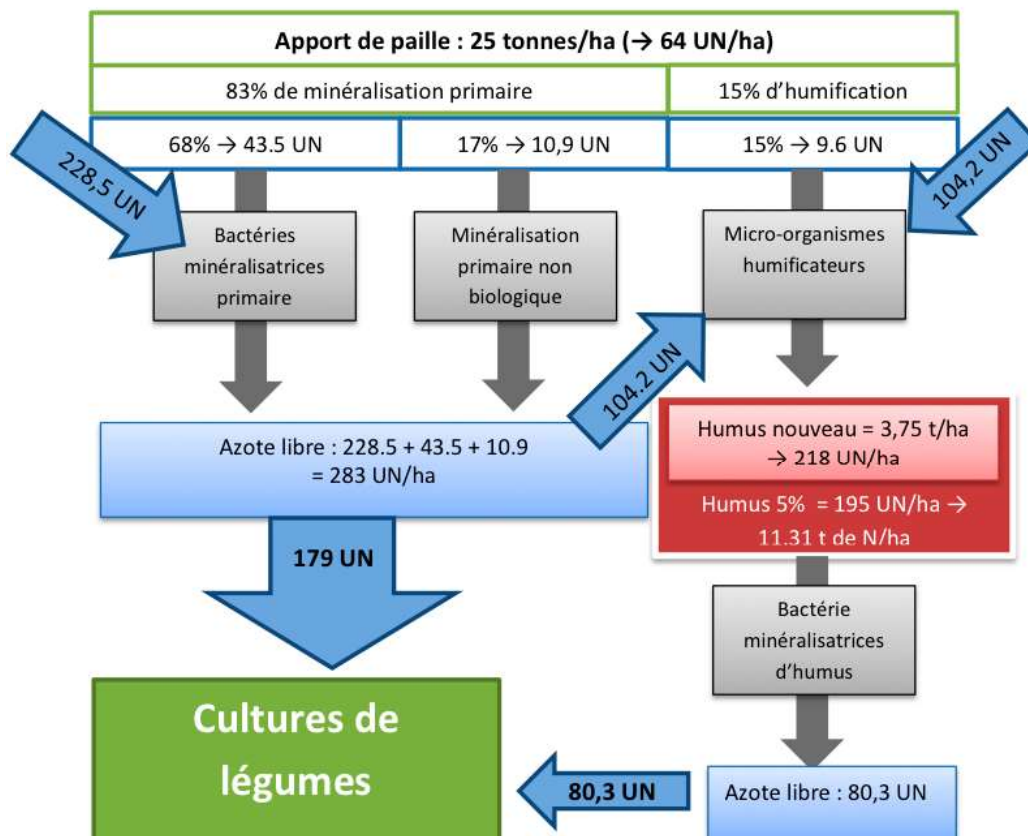 Apport de paille : 25 tonnes/ha (→ 64 UN/ha)
83% de minéralisation primaire
15% d’humification
68% → 43.5 UN
17% → 10,9 UN
15% → 9.6 UN
228,5 UN
104,2 UN
Bactéries
minéralisatrices
primaire
Minéralisation
primaire non
biologique
Micro-organismes
humificateurs
104.2 UN
Azote libre : 228.5 + 43.5 + 10.9
= 283 UN/ha
Humus nouveau = 3,75 t/ha
→ 218 UN/ha
Humus 5% = 195 UN/ha →
11.31 t de N/ha
179 UN
Bactérie
minéralisatrices
d’humus
Cultures de
légumes
80,3 UN
Azote libre : 80,3 UN